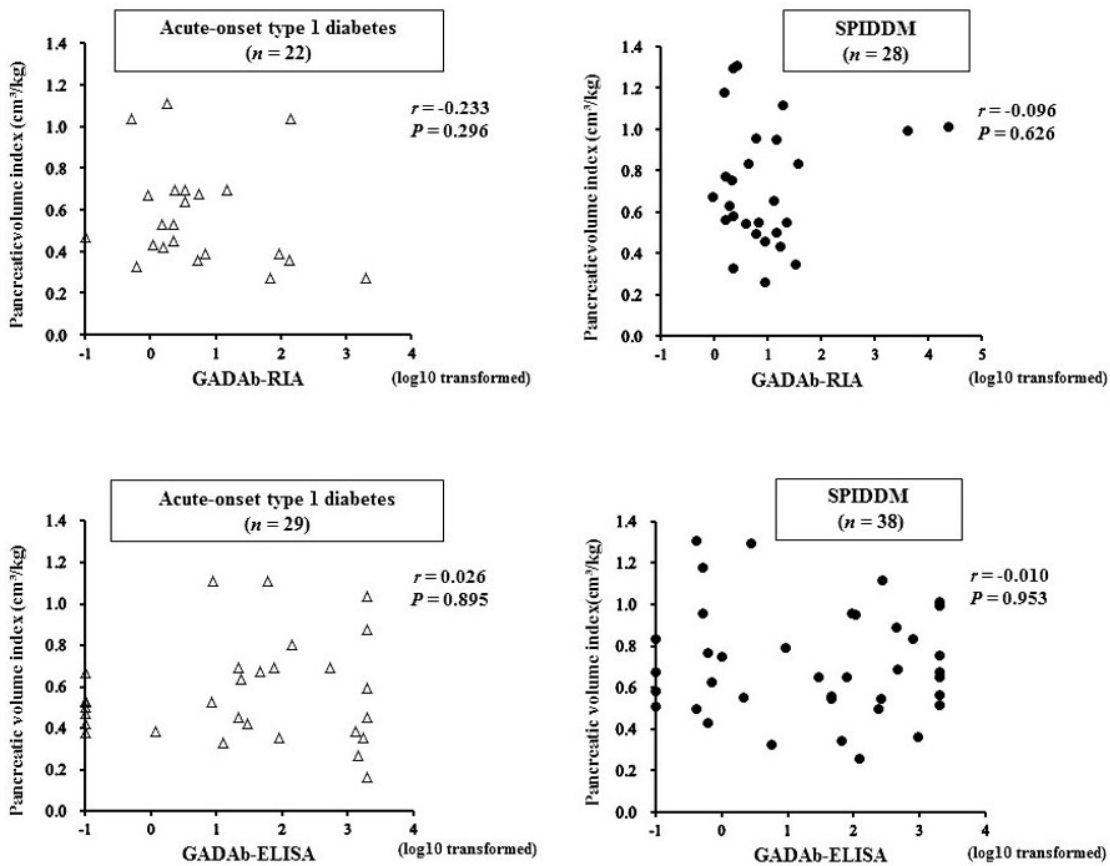 Acute-onset type 1 diabetes
(n = 22)
Pancreatic volume index (cm³/kg)
1.4
1.2
1.0
0.8
0.6
0.4
0.2
0.0
r = -0.233
P = 0.296
-1 0 1 2 3 4
GADAb-RIA (log10 transformed)
SPIDDM
(n = 28)
Pancreatic volume index (cm³/kg)
1.4
1.2
1.0
0.8
0.6
0.4
0.2
0.0
r = -0.096
P = 0.626
-1 0 1 2 3 4 5
GADAb-RIA (log10 transformed)
Acute-onset type 1 diabetes
(n = 29)
Pancreatic volume index (cm³/kg)
1.4
1.2
1.0
0.8
0.6
0.4
0.2
0.0
r = 0.026
P = 0.895
-1 0 1 2 3 4
GADAb-ELISA (log10 transformed)
SPIDDM
(n = 38)
Pancreatic volume index(cm³/kg)
1.4
1.2
1.0
0.8
0.6
0.4
0.2
0.0
r = -0.010
P = 0.953
-1 0 1 2 3 4
GADAb-ELISA (log10 transformed)